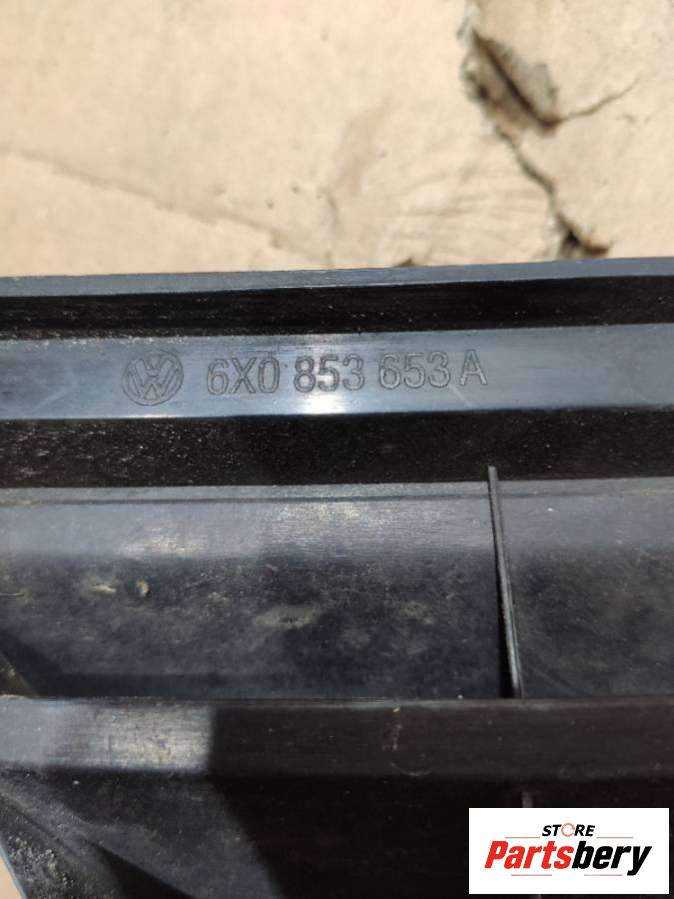 VW 6X0 853 653 A
STORE
Partsbery